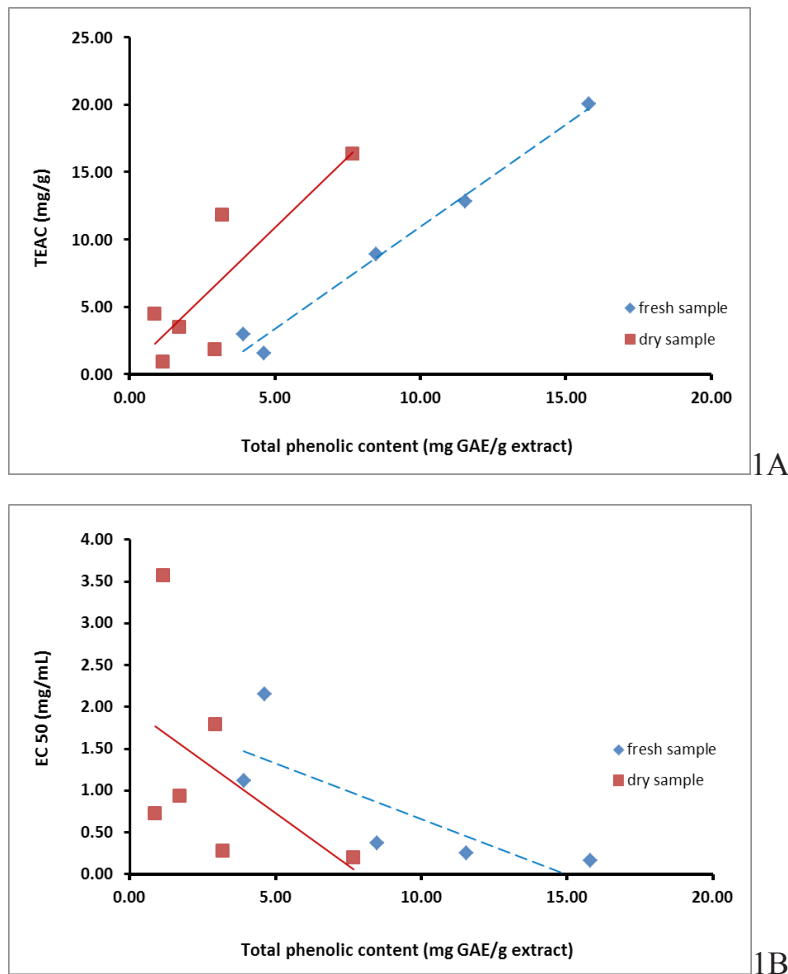 25.00
20.00
15.00
10.00
5.00
0.00
TEAC (mg/g)
fresh sample
dry sample
0.00 5.00 10.00 15.00 20.00
Total phenolic content (mg GAE/g extract)
1A
4.00
3.50
3.00
2.50
2.00
1.50
1.00
0.50
0.00
EC 50 (mg/mL)
fresh sample
dry sample
0.00 5.00 10.00 15.00 20.00
Total phenolic content (mg GAE/g extract)
1B